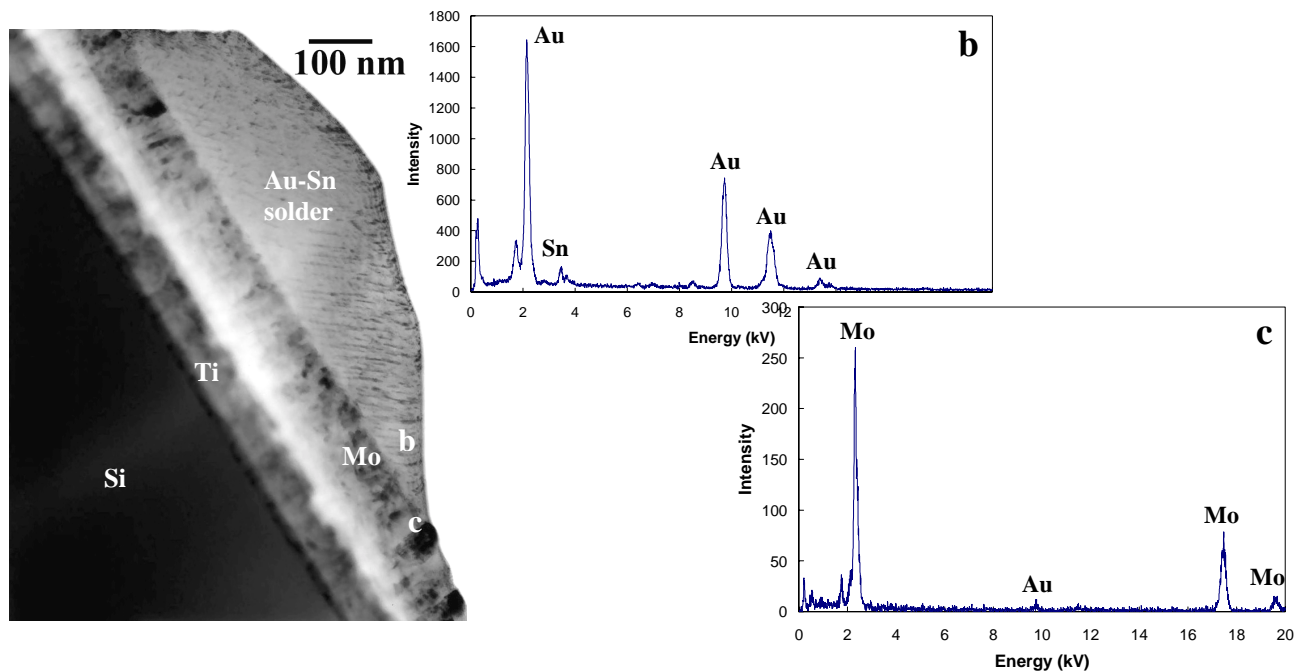 100 nm
Au-Sn
solder
Ti
Mo
Si
b
c
b
Intensity
1800
1600
1400
1200
1000
800
600
400
200
0
Au
Sn
Au
Au
Au
0 2 4 6 8 10 12
Energy (kV)
c
Intensity
300
250
200
150
100
50
0
Mo
Au
Mo
Mo
0 2 4 6 8 10 12 14 16 18 20
Energy (kV)